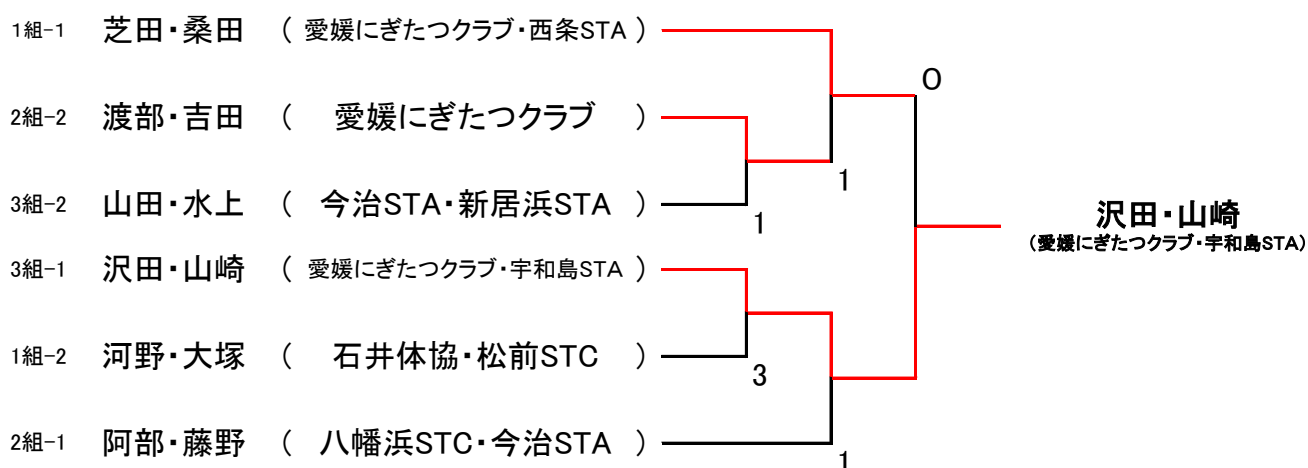 1組-1 芝田・桑田 ( 愛媛にぎたつクラブ・西条STA )
0
2組-2 渡部・吉田 ( 愛媛にぎたつクラブ )
1
3組-2 山田・水上 ( 今治STA・新居浜STA )
1
沢田・山崎
(愛媛にぎたつクラブ・宇和島STA)
3組-1 沢田・山崎 ( 愛媛にぎたつクラブ・宇和島STA )
1組-2 河野・大塚 ( 石井体協・松前STC )
3
2組-1 阿部・藤野 ( 八幡浜STC・今治STA )
1